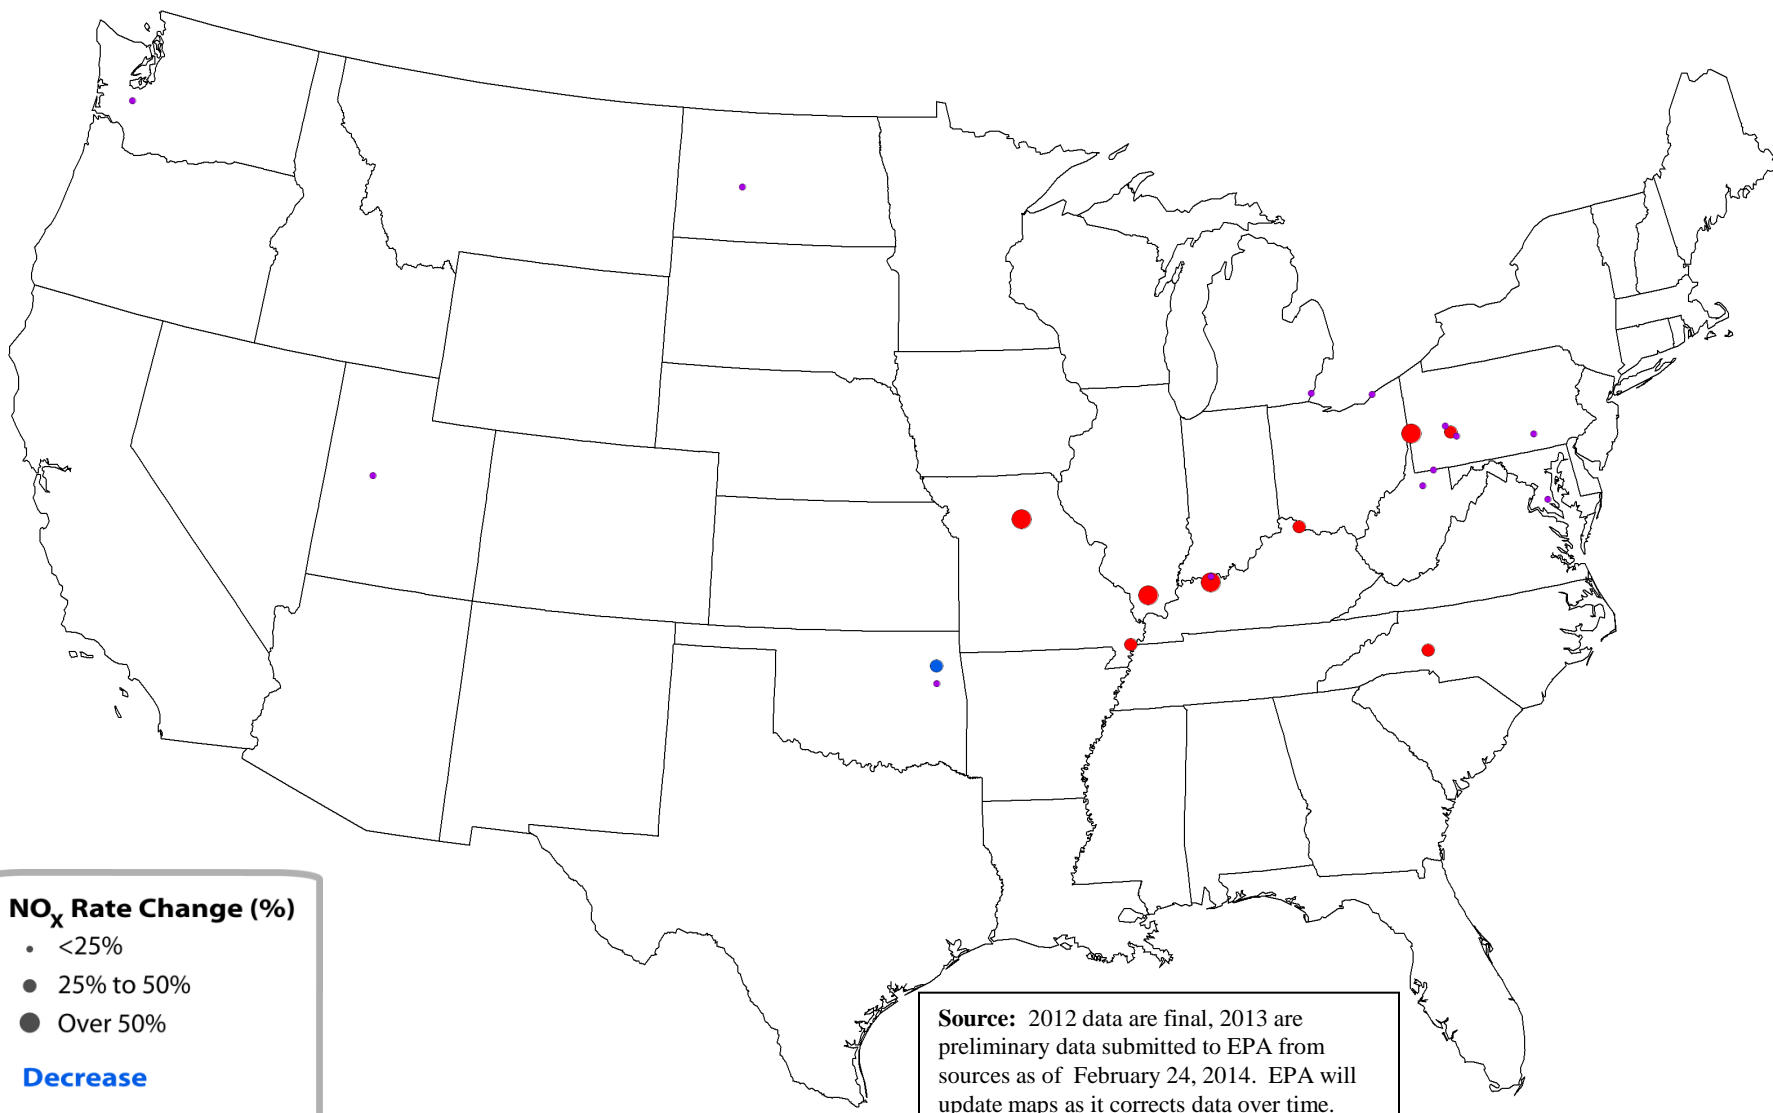 NOX Rate Change (%)
<25%
25% to 50%
Over 50%
Decrease
Source: 2012 data are final, 2013 are
preliminary data submitted to EPA from
sources as of February 24, 2014. EPA will
update maps as it corrects data over time.